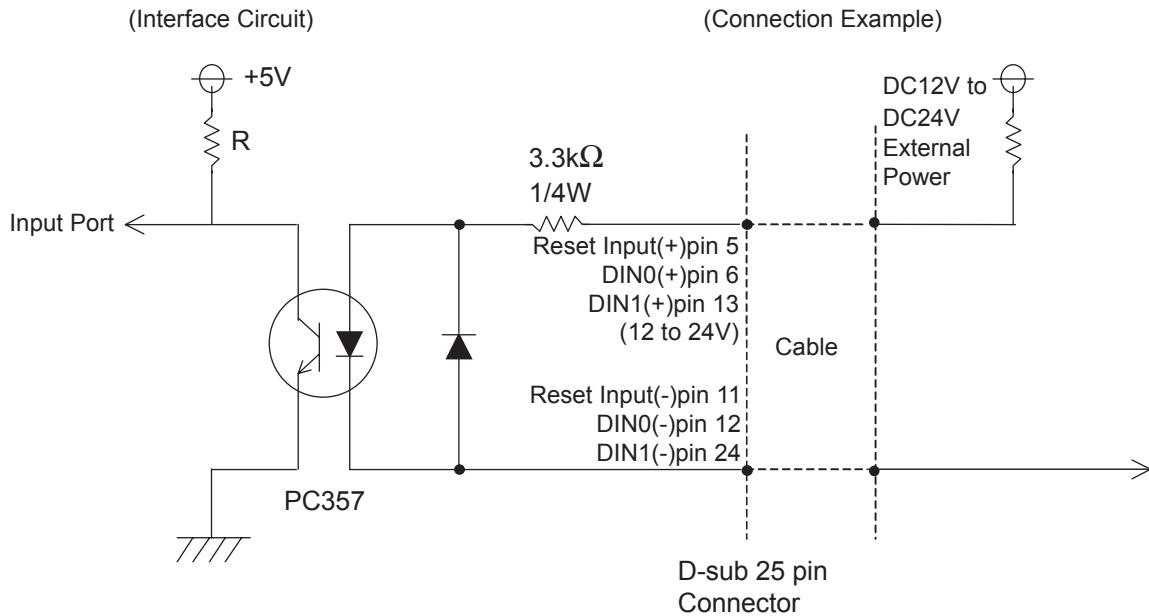 (Interface Circuit)
(Connection Example)
+5V
R
Input Port
3.3kΩ
1/4W
DC12V to
DC24V
External
Power
Reset Input(+)pin 5
DIN0(+)pin 6
DIN1(+)pin 13
(12 to 24V)
Cable
Reset Input(-)pin 11
DIN0(-)pin 12
DIN1(-)pin 24
PC357
D-sub 25 pin
Connector